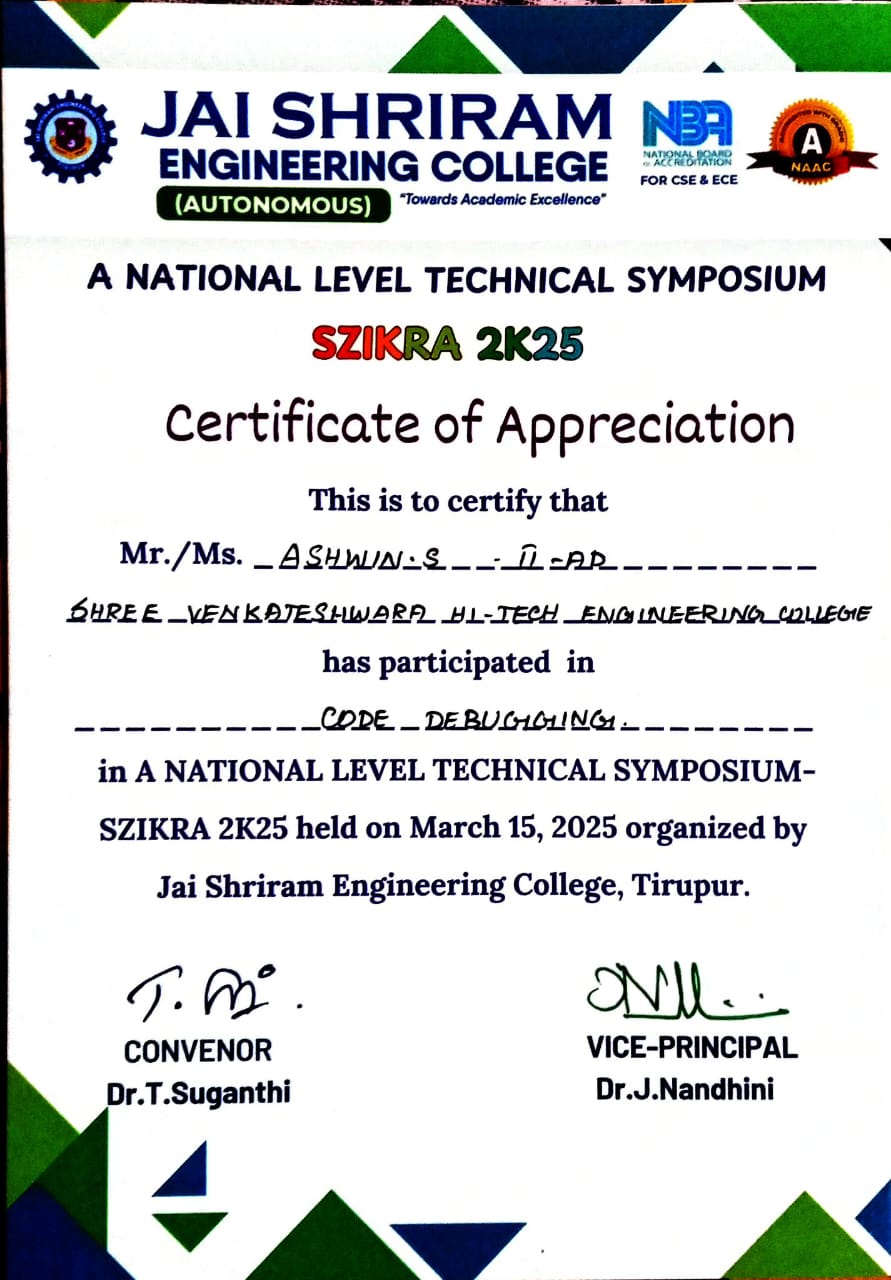 JAI SHRIRAM
ENGINEERING COLLEGE
(AUTONOMOUS) "Towards Academic Excellence"
NBA
NATIONAL BOARD
of ACCREDITATION
FOR CSE & ECE
A
NAAC
A NATIONAL LEVEL TECHNICAL SYMPOSIUM
SZIKRA 2K25
Certificate of Appreciation
This is to certify that
Mr./Ms. ASHWIN.S - II -AD
SHREE VENKATESHWARA HI-TECH ENGINEERING COLLEGE
has participated in
CODE DEBUGGING.
in A NATIONAL LEVEL TECHNICAL SYMPOSIUM-
SZIKRA 2K25 held on March 15, 2025 organized by
Jai Shriram Engineering College, Tirupur.
CONVENOR
Dr.T.Suganthi
VICE-PRINCIPAL
Dr.J.Nandhini